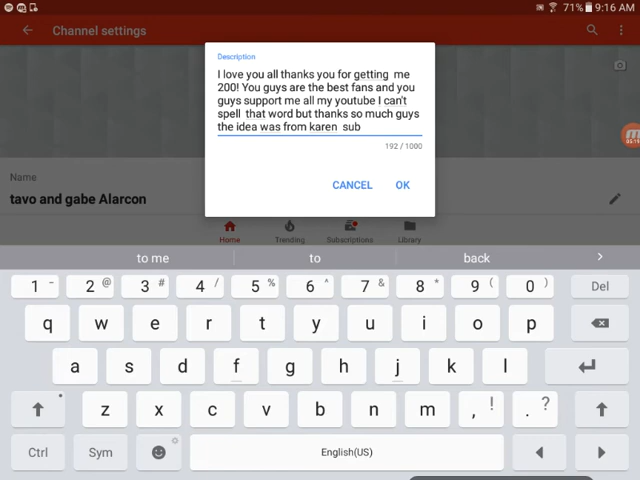 71% 9:16 AM
Channel settings
Description
I love you all thanks you for getting me
200! You guys are the best fans and you
guys support me all my youtube I can't
spell that word but thanks so much guys
the idea was from karen sub
192 / 1000
CANCEL OK
Name
tavo and gabe Alarcon
Home Trending Subscriptions Library
to me to back
1 - 2 @ 3 # 4 / 5 % 6 ^ 7 & 8 * 9 ( 0 ) Del
q w e r t y u i o p
a s d f g h j k l
z x c v b n m , ! . ?
Ctrl Sym English(US)